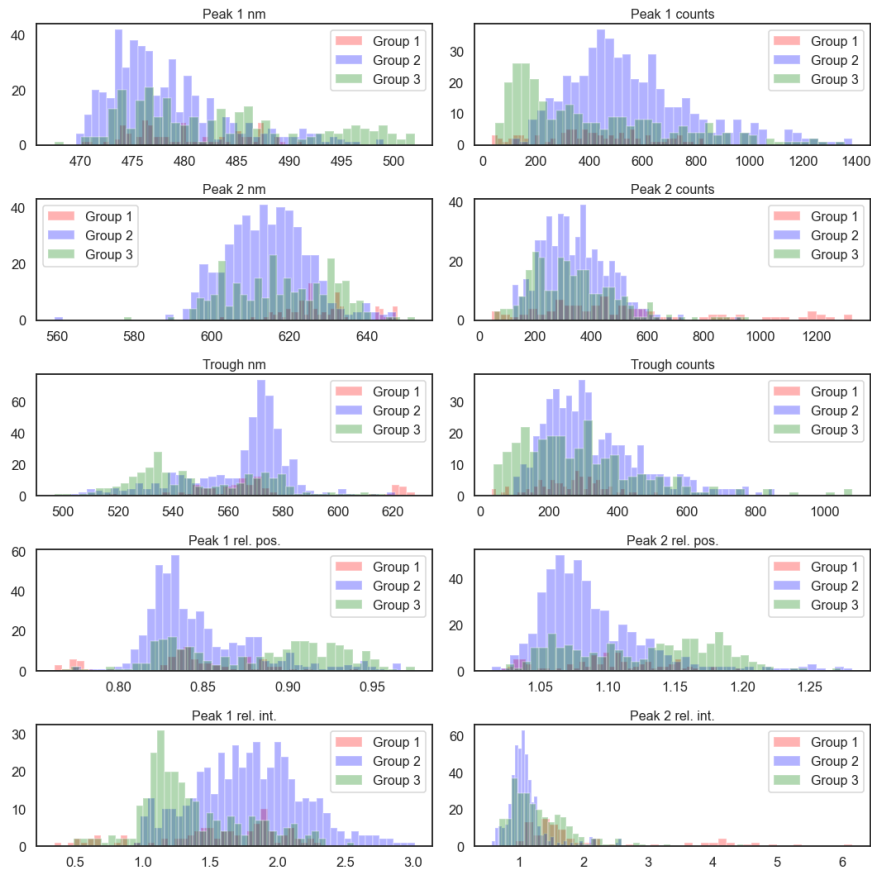 Peak 1 nm
Group 1
Group 2
Group 3
40
20
0
470 475 480 485 490 495 500
Peak 1 counts
Group 1
Group 2
Group 3
30
20
10
0
0 200 400 600 800 1000 1200 1400
Peak 2 nm
Group 1
Group 2
Group 3
40
20
0
560 580 600 620 640
Peak 2 counts
Group 1
Group 2
Group 3
40
20
0
0 200 400 600 800 1000 1200
Trough nm
Group 1
Group 2
Group 3
60
40
20
0
500 520 540 560 580 600 620
Trough counts
Group 1
Group 2
Group 3
30
20
10
0
0 200 400 600 800 1000
Peak 1 rel. pos.
Group 1
Group 2
Group 3
60
40
20
0
0.80 0.85 0.90 0.95
Peak 2 rel. pos.
Group 1
Group 2
Group 3
40
20
0
1.05 1.10 1.15 1.20 1.25
Peak 1 rel. int.
Group 1
Group 2
Group 3
30
20
10
0
0.5 1.0 1.5 2.0 2.5 3.0
Peak 2 rel. int.
Group 1
Group 2
Group 3
60
40
20
0
1 2 3 4 5 6